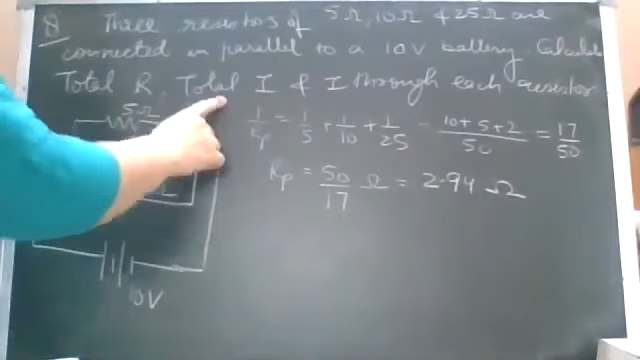 Q Three resistors of 5Ω, 10Ω & 25Ω are
connected in parallel to a 10V battery. Calculate
Total R, Total I & I through each resistor
5Ω
1/Rp = 1/5 + 1/10 + 1/25 = (10+5+2)/50 = 17/50
Rp = 50/17 Ω = 2.94 Ω
10V